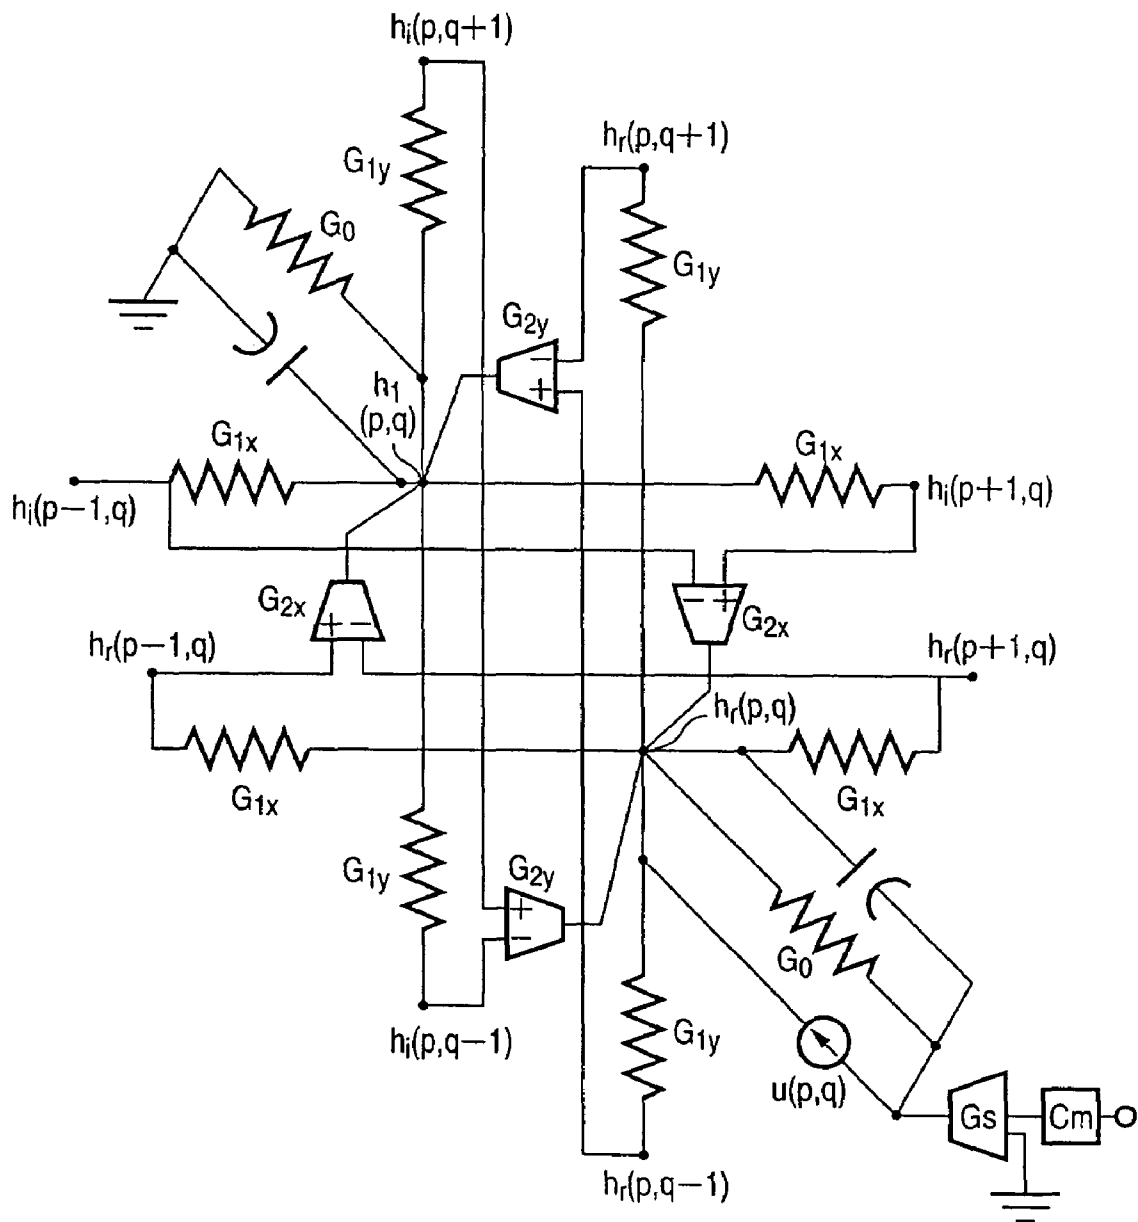 hi(p,q+1)
hr(p,q+1)
G1y
G0
G1y
G2y
−
+
h1
(p,q)
G1x
G1x
hi(p−1,q)
hi(p+1,q)
G2x
+ −
− +
G2x
hr(p−1,q)
hr(p+1,q)
hr(p,q)
G1x
G1x
G1y
G2y
+
−
G0
hi(p,q−1)
G1y
u(p,q)
Gs
Cm
hr(p,q−1)